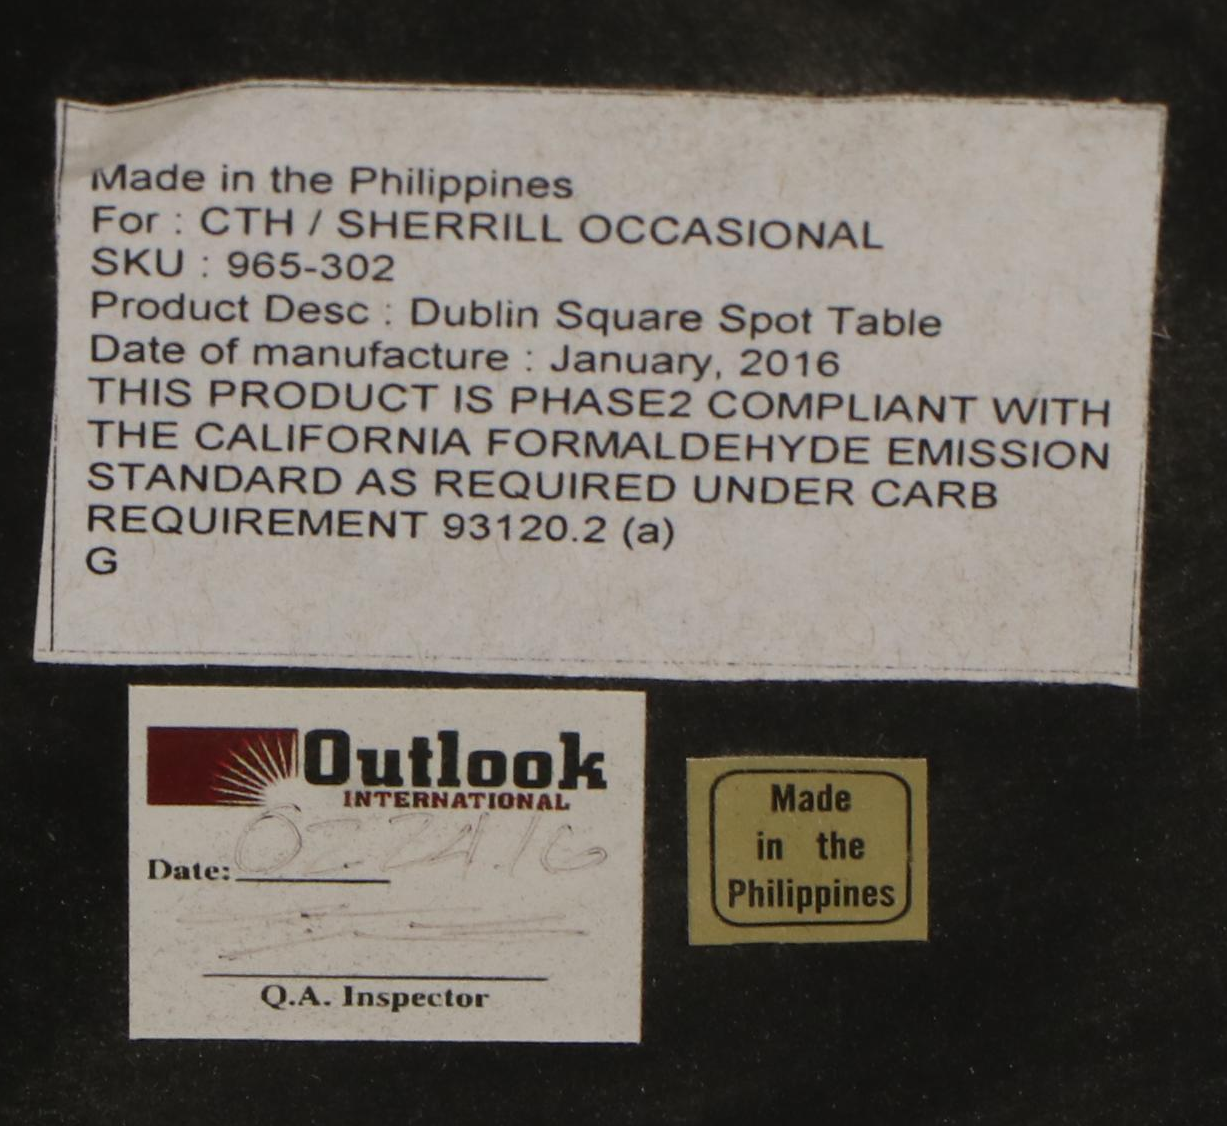 Made in the Philippines
For : CTH / SHERRILL OCCASIONAL
SKU : 965-302
Product Desc : Dublin Square Spot Table
Date of manufacture : January, 2016
THIS PRODUCT IS PHASE2 COMPLIANT WITH
THE CALIFORNIA FORMALDEHYDE EMISSION
STANDARD AS REQUIRED UNDER CARB
REQUIREMENT 93120.2 (a)
G
Outlook
INTERNATIONAL
Date:
Q.A. Inspector
Made
in the
Philippines